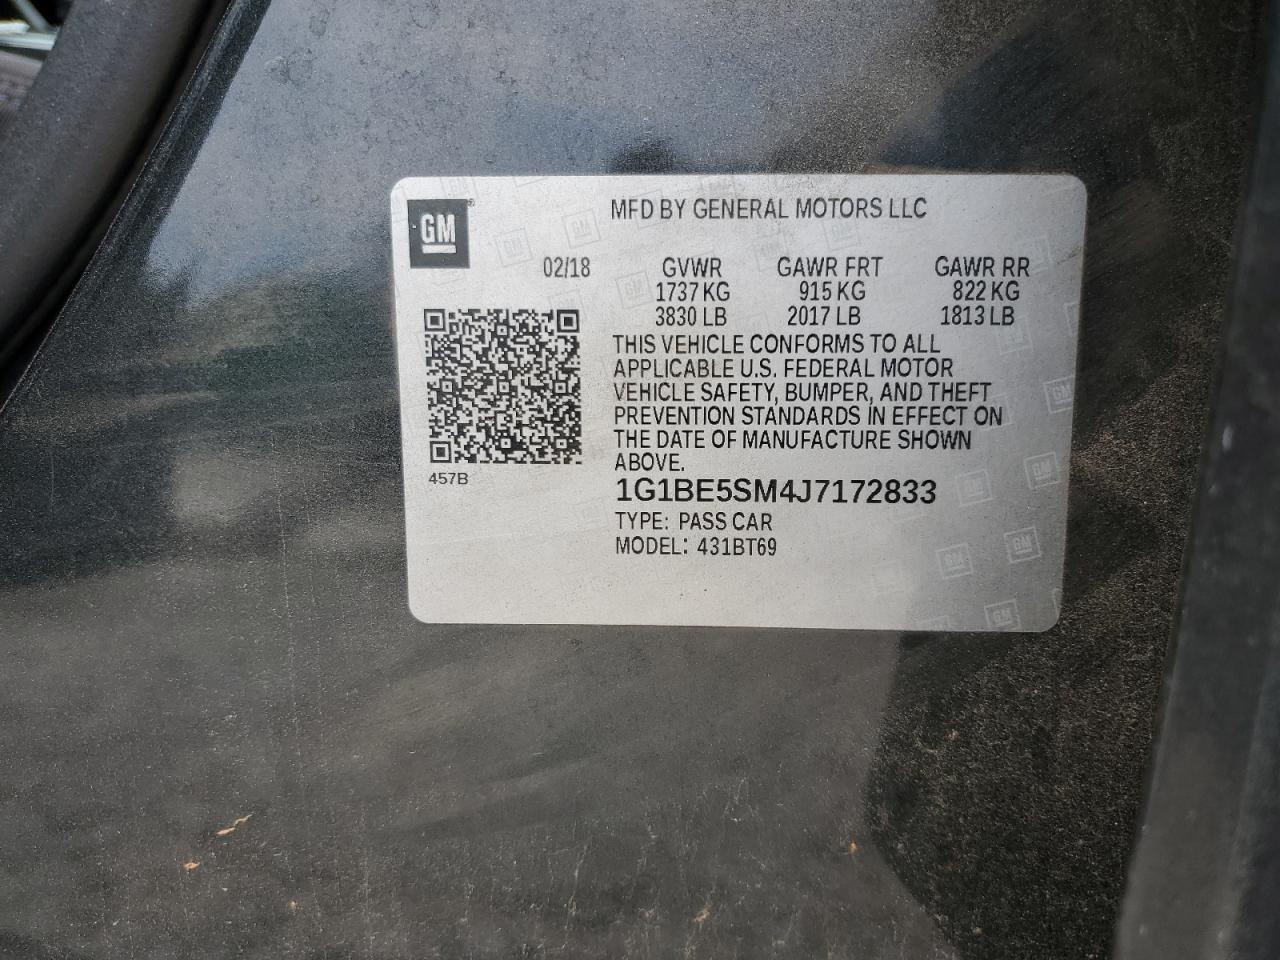 GM®
MFD BY GENERAL MOTORS LLC
02/18 GVWR GAWR FRT GAWR RR
1737 KG 915 KG 822 KG
3830 LB 2017 LB 1813 LB
THIS VEHICLE CONFORMS TO ALL
APPLICABLE U.S. FEDERAL MOTOR
VEHICLE SAFETY, BUMPER, AND THEFT
PREVENTION STANDARDS IN EFFECT ON
THE DATE OF MANUFACTURE SHOWN
ABOVE.
457B
1G1BE5SM4J7172833
TYPE: PASS CAR
MODEL: 431BT69